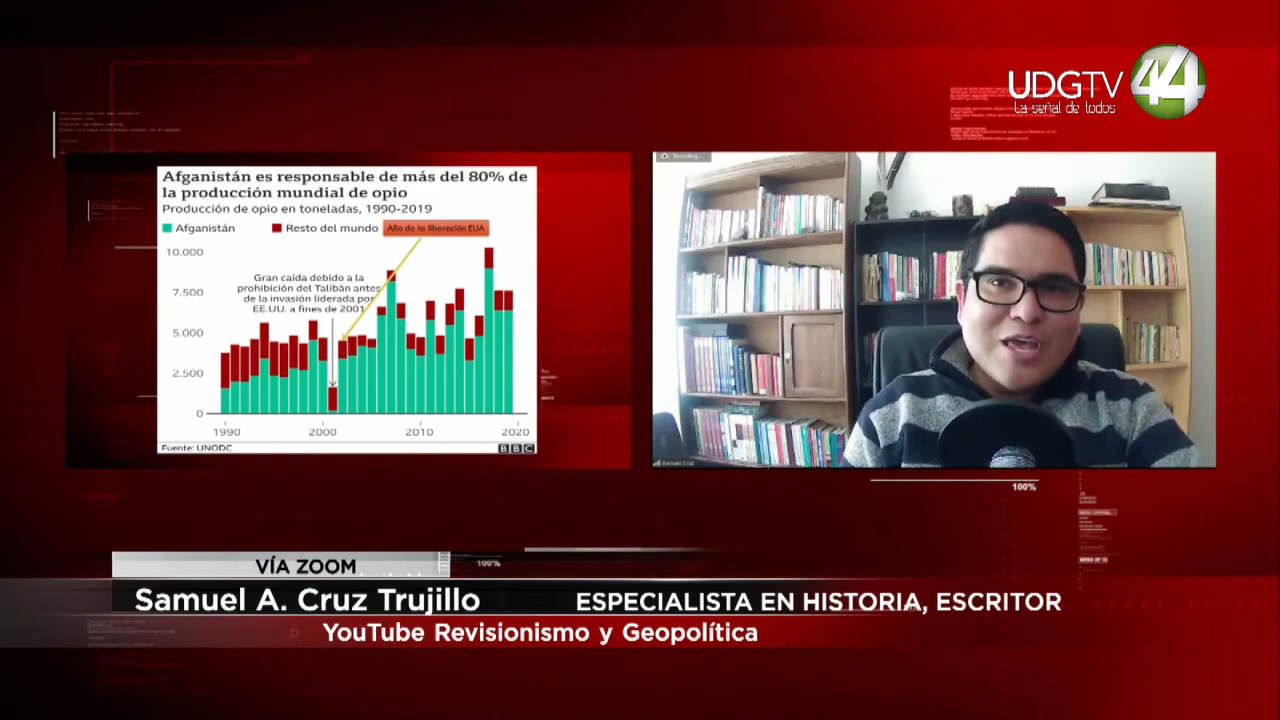 UDGTV 44
La señal de todos
Afganistán es responsable de más del 80% de
la producción mundial de opio
Producción de opio en toneladas, 1990-2019
Afganistán
Resto del mundo
Año de la liberación EUA
10.000
7.500
5.000
2.500
0
Gran caída debido a la
prohibición del Talibán antes
de la invasión liderada por
EE.UU. a fines de 2001
1990
2000
2010
2020
Fuente: UNODC
BBC
Recording...
100%
VÍA ZOOM
100%
Samuel A. Cruz Trujillo
ESPECIALISTA EN HISTORIA, ESCRITOR
YouTube Revisionismo y Geopolítica